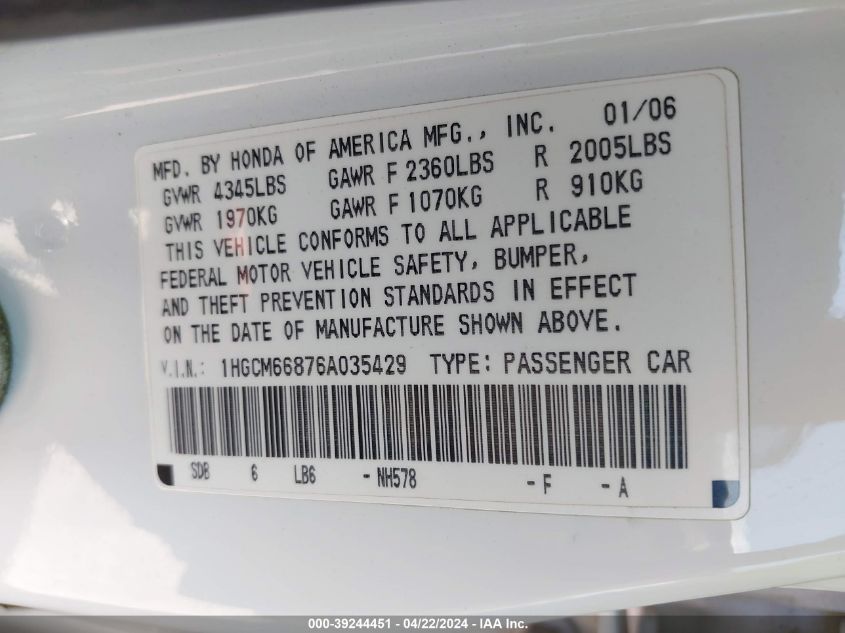 MFD. BY HONDA OF AMERICA MFG., INC. 01/06
GVWR 4345LBS GAWR F 2360LBS R 2005LBS
GVWR 1970KG GAWR F 1070KG R 910KG
THIS VEHICLE CONFORMS TO ALL APPLICABLE
FEDERAL MOTOR VEHICLE SAFETY, BUMPER,
AND THEFT PREVENTION STANDARDS IN EFFECT
ON THE DATE OF MANUFACTURE SHOWN ABOVE.
V.I.N.: 1HGCM66876A035429 TYPE: PASSENGER CAR
SDB 6 LB6 - NH578 - F - A
000-39244451 - 04/22/2024 - IAA Inc.